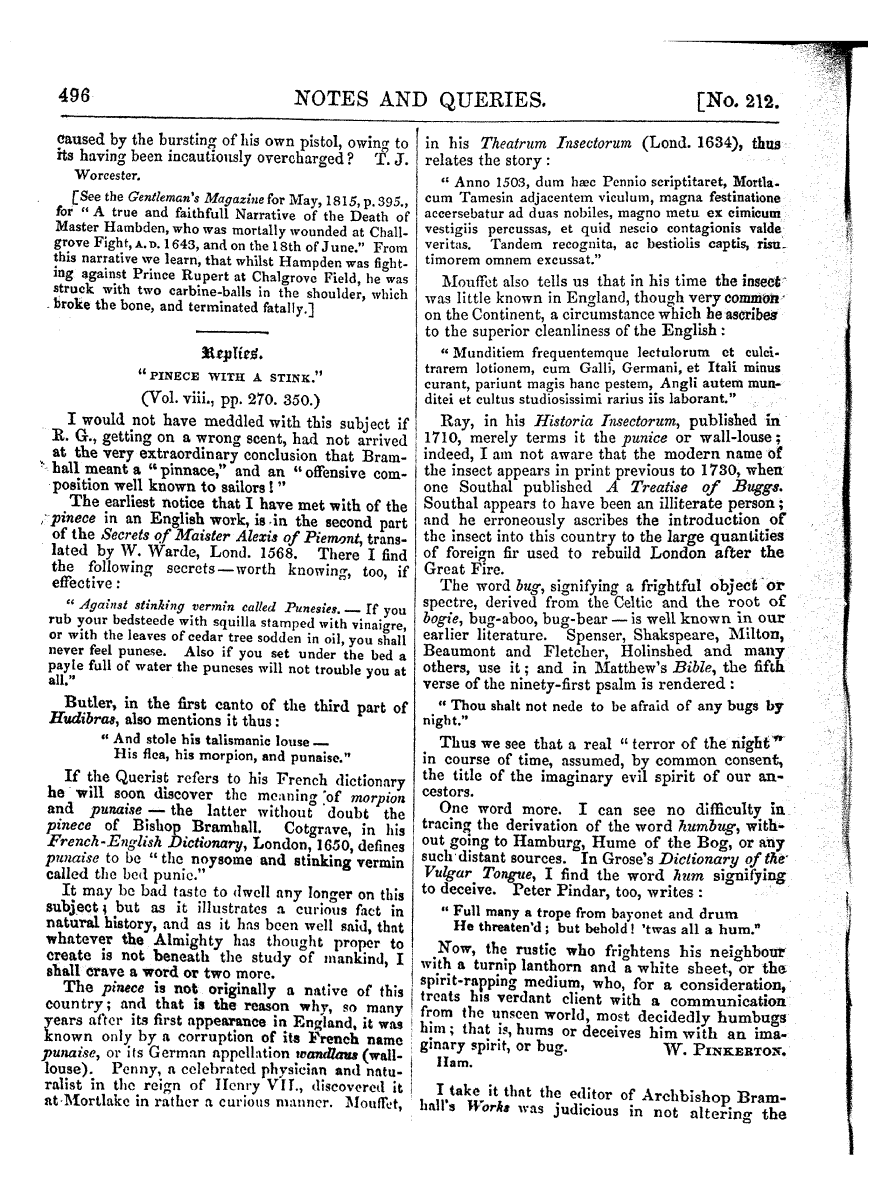 496 NOTES AND QUERIES. [No. 212.
caused by the bursting of his own pistol, owing to
its having been incautiously overcharged? T. J.
Worcester.
[See the Gentleman's Magazine for May, 1815, p. 395.,
for "A true and faithfull Narrative of the Death of
Master Hambden, who was mortally wounded at Chall-
grove Fight, A.D. 1643, and on the 18th of June." From
this narrative we learn, that whilst Hampden was fight-
ing against Prince Rupert at Chalgrove Field, he was
struck with two carbine-balls in the shoulder, which
broke the bone, and terminated fatally.]
Replies.
"PINECE WITH A STINK."
(Vol. viii., pp. 270. 350.)
I would not have meddled with this subject if
R. G., getting on a wrong scent, had not arrived
at the very extraordinary conclusion that Bram-
hall meant a "pinnace," and an "offensive com-
position well known to sailors!"
The earliest notice that I have met with of the
pinece in an English work, is in the second part
of the Secrets of Maister Alexis of Piemont, trans-
lated by W. Warde, Lond. 1568. There I find
the following secrets — worth knowing, too, if
effective:
"Against stinking vermin called Punesies. — If you
rub your bedsteede with squilla stamped with vinaigre,
or with the leaves of cedar tree sodden in oil, you shall
never feel punese. Also if you set under the bed a
payle full of water the puneses will not trouble you at
all."
Butler, in the first canto of the third part of
Hudibras, also mentions it thus:
"And stole his talismanic louse —
His flea, his morpion, and punaise."
If the Querist refers to his French dictionary
he will soon discover the meaning of morpion
and punaise — the latter without doubt the
pinece of Bishop Bramhall. Cotgrave, in his
French-English Dictionary, London, 1650, defines
punaise to be "the noysome and stinking vermin
called the bed punie."
It may be bad taste to dwell any longer on this
subject; but as it illustrates a curious fact in
natural history, and as it has been well said, that
whatever the Almighty has thought proper to
create is not beneath the study of mankind, I
shall crave a word or two more.
The pinece is not originally a native of this
country; and that is the reason why, so many
years after its first appearance in England, it was
known only by a corruption of its French name
punaise, or its German appellation wandlaus (wall-
louse). Penny, a celebrated physician and natu-
ralist in the reign of Henry VII., discovered it
at Mortlake in rather a curious manner. Mouffet,
in his Theatrum Insectorum (Lond. 1634), thus
relates the story:
"Anno 1503, dum hæc Pennio scriptitaret, Mortla-
cum Tamesin adjacentem viculum, magna festinatione
accersebatur ad duas nobiles, magno metu ex cimicum
vestigiis percussas, et quid nescio contagionis valde
veritas. Tandem recognita, ac bestiolis captis, risu
timorem omnem excussat."
Mouffet also tells us that in his time the insect
was little known in England, though very common
on the Continent, a circumstance which he ascribes
to the superior cleanliness of the English:
"Munditiem frequentemque lectulorum et culci-
trarem lotionem, cum Galli, Germani, et Itali minus
curant, pariunt magis hanc pestem, Angli autem mun-
ditei et cultus studiosissimi rarius iis laborant."
Ray, in his Historia Insectorum, published in
1710, merely terms it the punice or wall-louse;
indeed, I am not aware that the modern name of
the insect appears in print previous to 1730, when
one Southal published A Treatise of Buggs.
Southal appears to have been an illiterate person;
and he erroneously ascribes the introduction of
the insect into this country to the large quantities
of foreign fir used to rebuild London after the
Great Fire.
The word bug, signifying a frightful object or
spectre, derived from the Celtic and the root of
bogie, bug-aboo, bug-bear — is well known in our
earlier literature. Spenser, Shakspeare, Milton,
Beaumont and Fletcher, Holinshed and many
others, use it; and in Matthew's Bible, the fifth
verse of the ninety-first psalm is rendered:
"Thou shalt not nede to be afraid of any bugs by
night."
Thus we see that a real "terror of the night"
in course of time, assumed, by common consent,
the title of the imaginary evil spirit of our an-
cestors.
One word more. I can see no difficulty in
tracing the derivation of the word humbug, with-
out going to Hamburg, Hume of the Bog, or any
such distant sources. In Grose's Dictionary of the
Vulgar Tongue, I find the word hum signifying
to deceive. Peter Pindar, too, writes:
"Full many a trope from bayonet and drum
He threaten'd; but behold! 'twas all a hum."
Now, the rustic who frightens his neighbour
with a turnip lanthorn and a white sheet, or the
spirit-rapping medium, who, for a consideration,
treats his verdant client with a communication
from the unseen world, most decidedly humbugs
him; that is, hums or deceives him with an ima-
ginary spirit, or bug. W. PINKERTON.
Ham.
I take it that the editor of Archbishop Bram-
hall's Works was judicious in not altering the